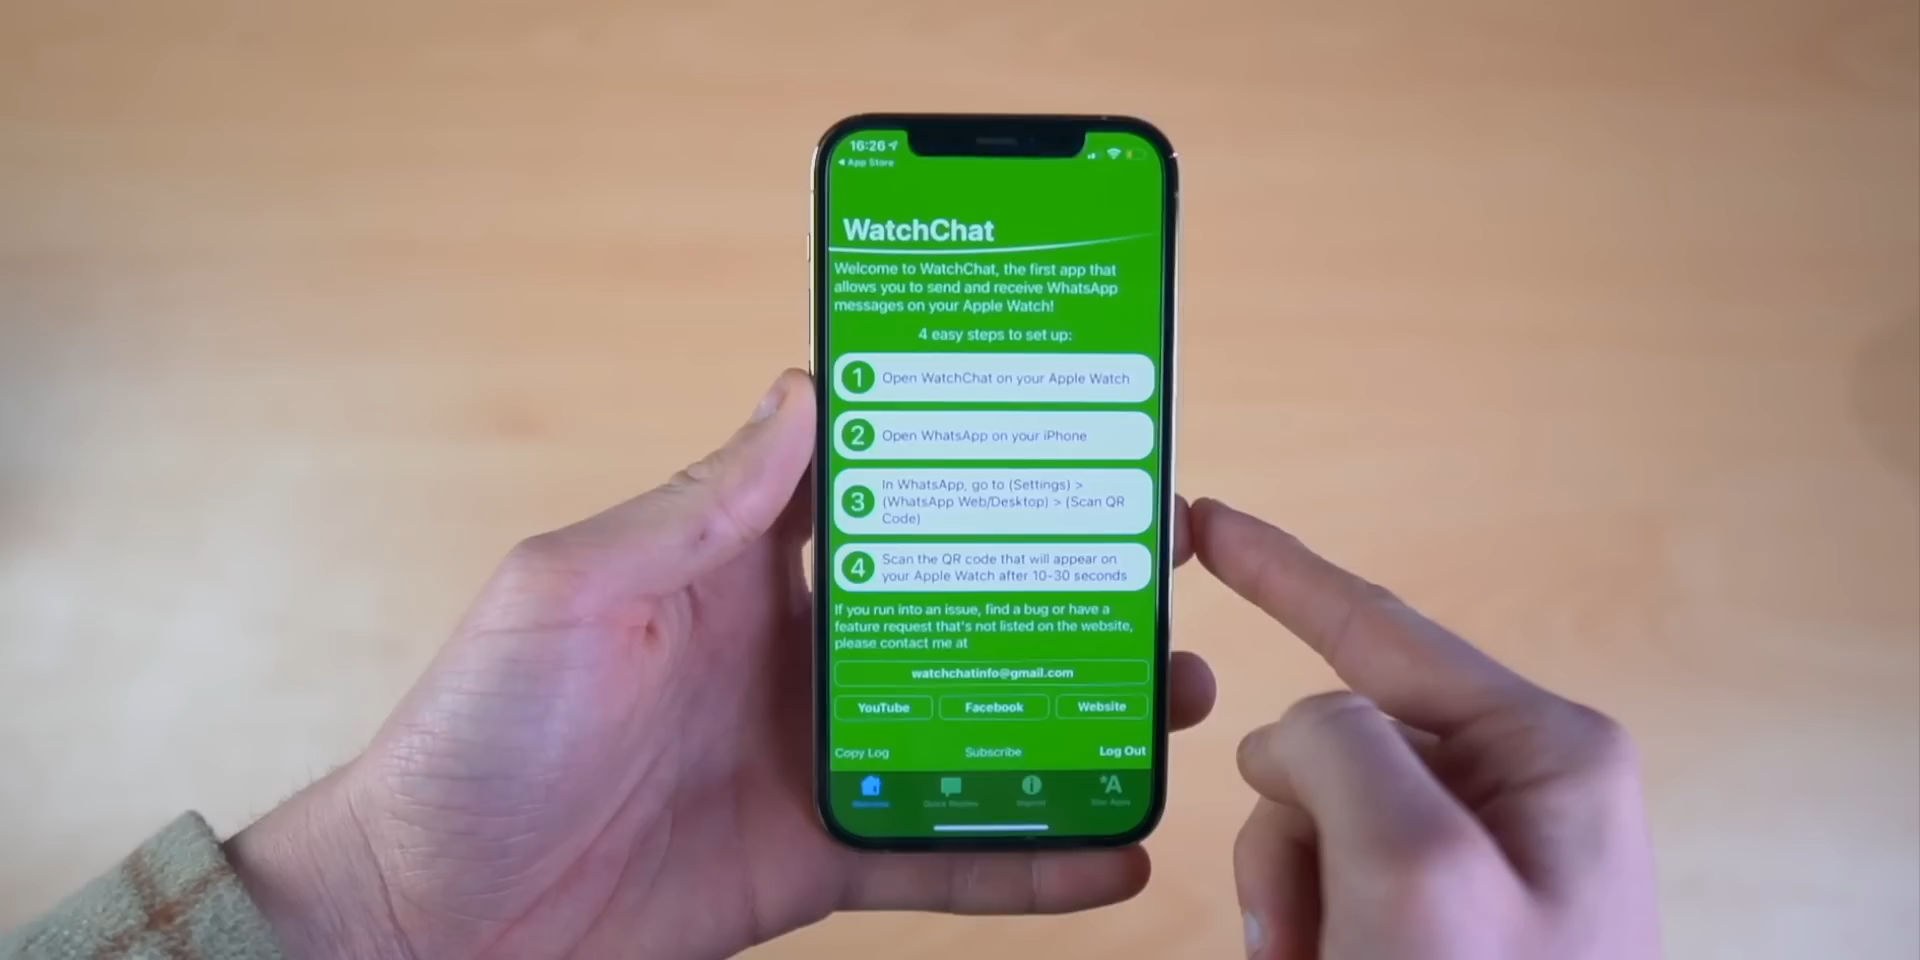 16:26
App Store
WatchChat
Welcome to WatchChat, the first app that
allows you to send and receive WhatsApp
messages on your Apple Watch!
4 easy steps to set up:
1 Open WatchChat on your Apple Watch
2 Open WhatsApp on your iPhone
3 In WhatsApp, go to (Settings) >
(WhatsApp Web/Desktop) > (Scan QR
Code)
4 Scan the QR code that will appear on
your Apple Watch after 10-30 seconds
If you run into an issue, find a bug or have a
feature request that's not listed on the website,
please contact me at
watchchatinfo@gmail.com
YouTube Facebook Website
Copy Log Subscribe Log Out
Welcome Quick Replies Imprint